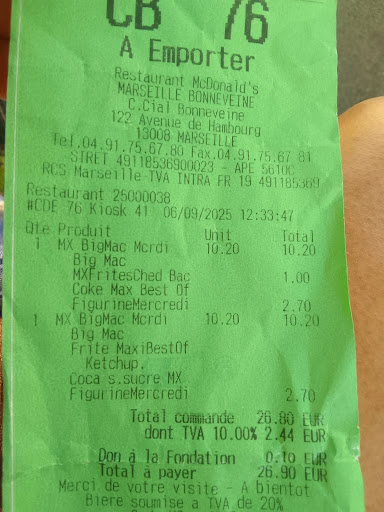 CB 76
A Emporter
Restaurant McDonald's
MARSEILLE BONNEVEINE
C.Cial Bonneveine
122 Avenue de Hambourg
13008 MARSEILLE
Tel.04.91.75.67.80 Fax.04.91.75.67 81
SIRET 49118536900023 - APE 5610C
RCS Marseille-TVA INTRA FR 19 491185369
Restaurant 25000038
#CDE 76 Kiosk 41 06/09/2025 12:33:47
Qte Produit Unit Total
1 MX BigMac Mcrdi 10.20 10.20
Big Mac
MXFritesChed Bac 1.00
Coke Max Best Of
FigurineMercredi 2.70
1 MX BigMac Mcrdi 10.20 10.20
Big Mac
Frite MaxiBestOf
Ketchup.
Coca s.sucre MX
FigurineMercredi 2.70
Total commande 26.80 EUR
dont TVA 10.00% 2.44 EUR
Don à la Fondation 0.10 EUR
Total à payer 26.90 EUR
Merci de votre visite - A bientot
Biere soumise a TVA de 20%